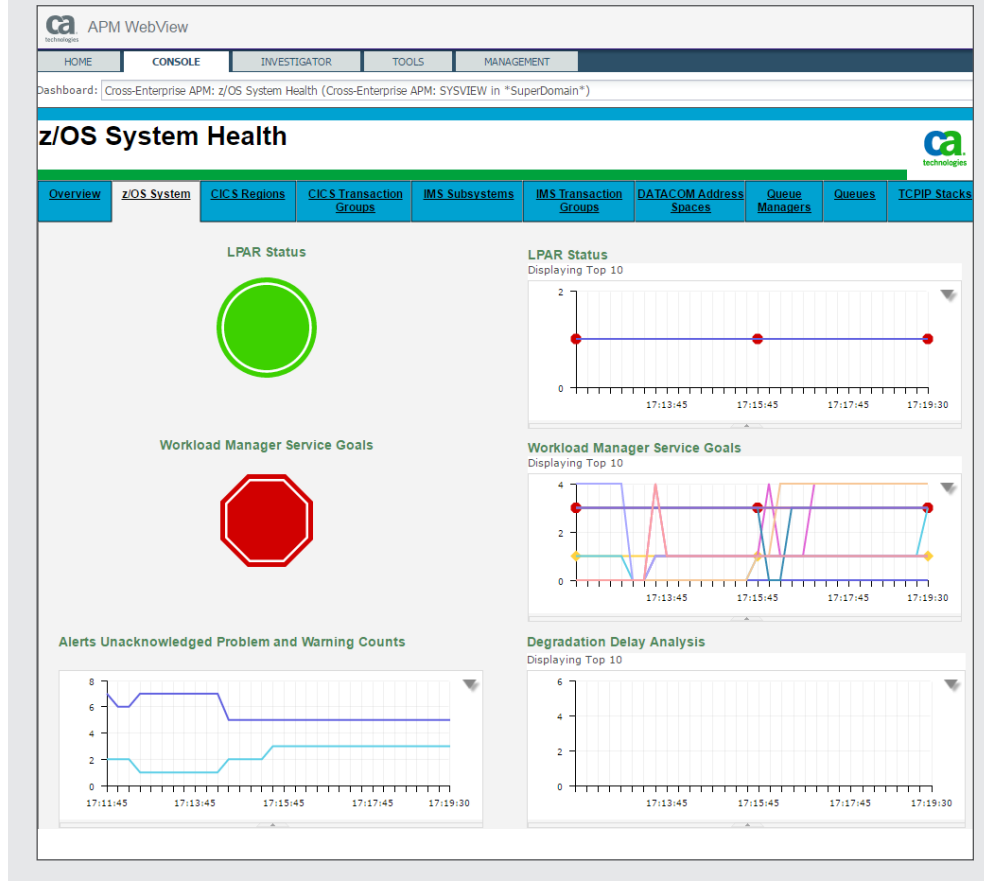 ca
technologies
APM WebView
HOME
CONSOLE
INVESTIGATOR
TOOLS
MANAGEMENT
Dashboard: Cross-Enterprise APM: z/OS System Health (Cross-Enterprise APM: SYSVIEW in *SuperDomain*)
z/OS System Health
ca.
technologies
Overview
z/OS System
CICS Regions
CICS Transaction
Groups
IMS Subsystems
IMS Transaction
Groups
DATACOM Address
Spaces
Queue
Managers
Queues
TCPIP Stacks
LPAR Status
LPAR Status
Displaying Top 10
2
0
17:13:45 17:15:45 17:17:45 17:19:30
Workload Manager Service Goals
Workload Manager Service Goals
Displaying Top 10
4
2
0
17:13:45 17:15:45 17:17:45 17:19:30
Alerts Unacknowledged Problem and Warning Counts
8
6
4
2
0
17:11:45 17:13:45 17:15:45 17:17:45 17:19:30
Degradation Delay Analysis
Displaying Top 10
6
4
2
0
17:13:45 17:15:45 17:17:45 17:19:30